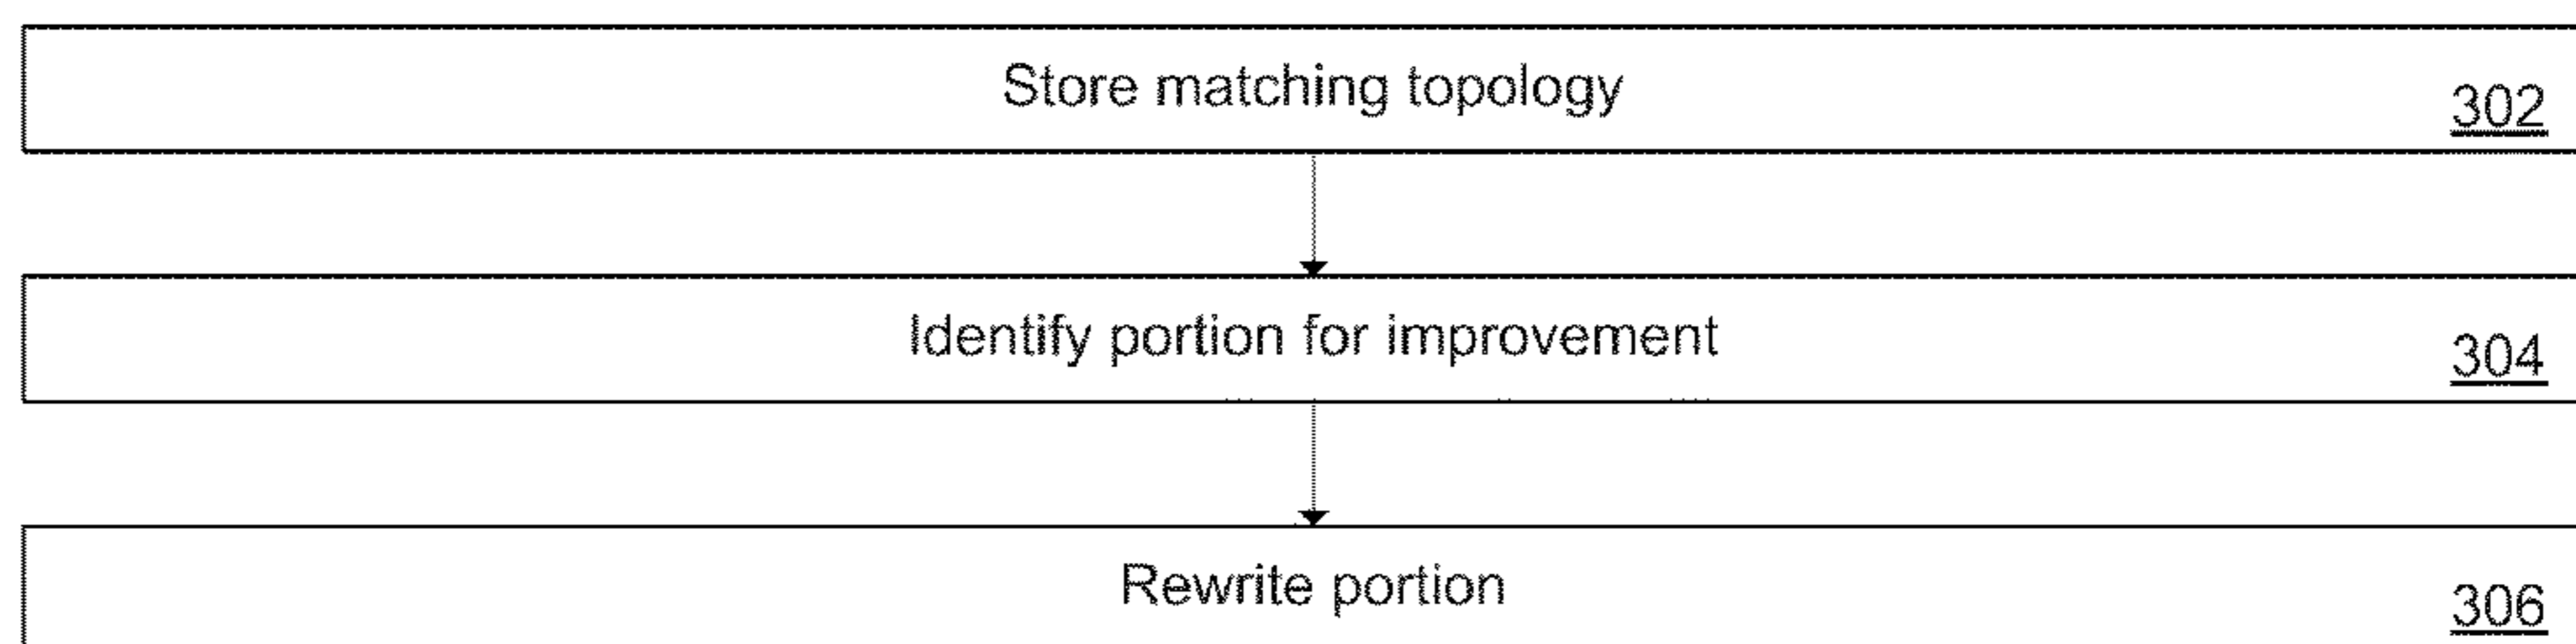 Store matching topology
302
Identify portion for improvement
304
Rewrite portion
306